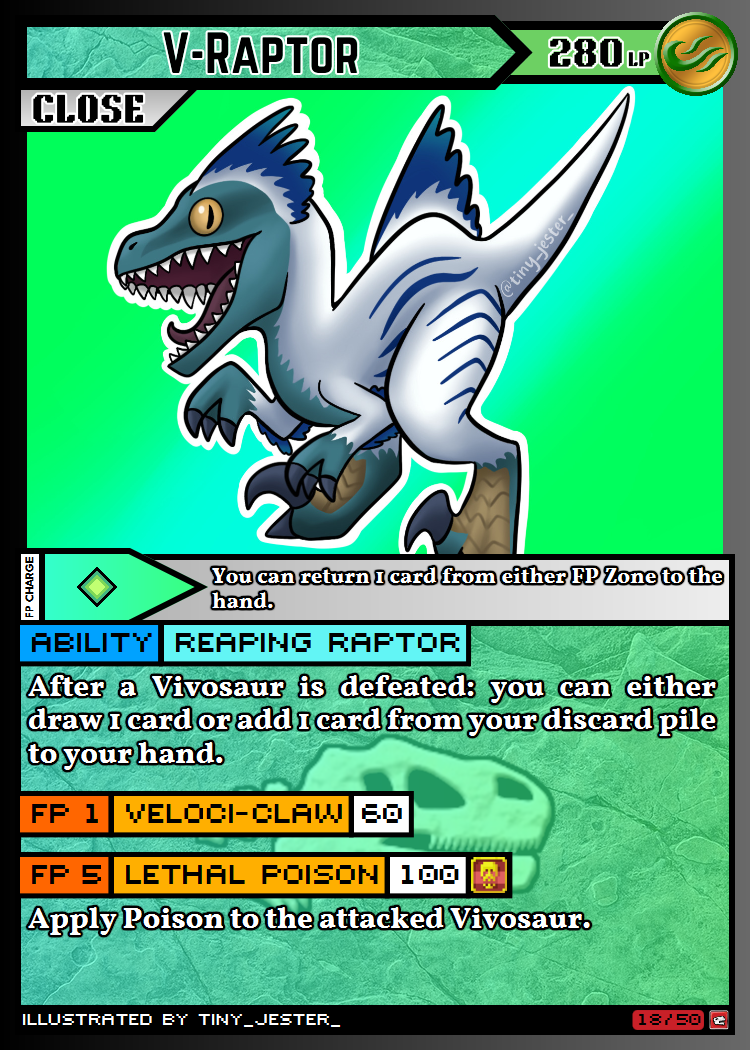 V-Raptor
280 LP
CLOSE
@tiny_jester_
FP CHARGE
You can return 1 card from either FP Zone to the
hand.
ABILITY REAPING RAPTOR
After a Vivosaur is defeated: you can either
draw 1 card or add 1 card from your discard pile
to your hand.
FP 1 VELOCI-CLAW 60
FP 5 LETHAL POISON 100
Apply Poison to the attacked Vivosaur.
ILLUSTRATED BY TINY_JESTER_
18/50